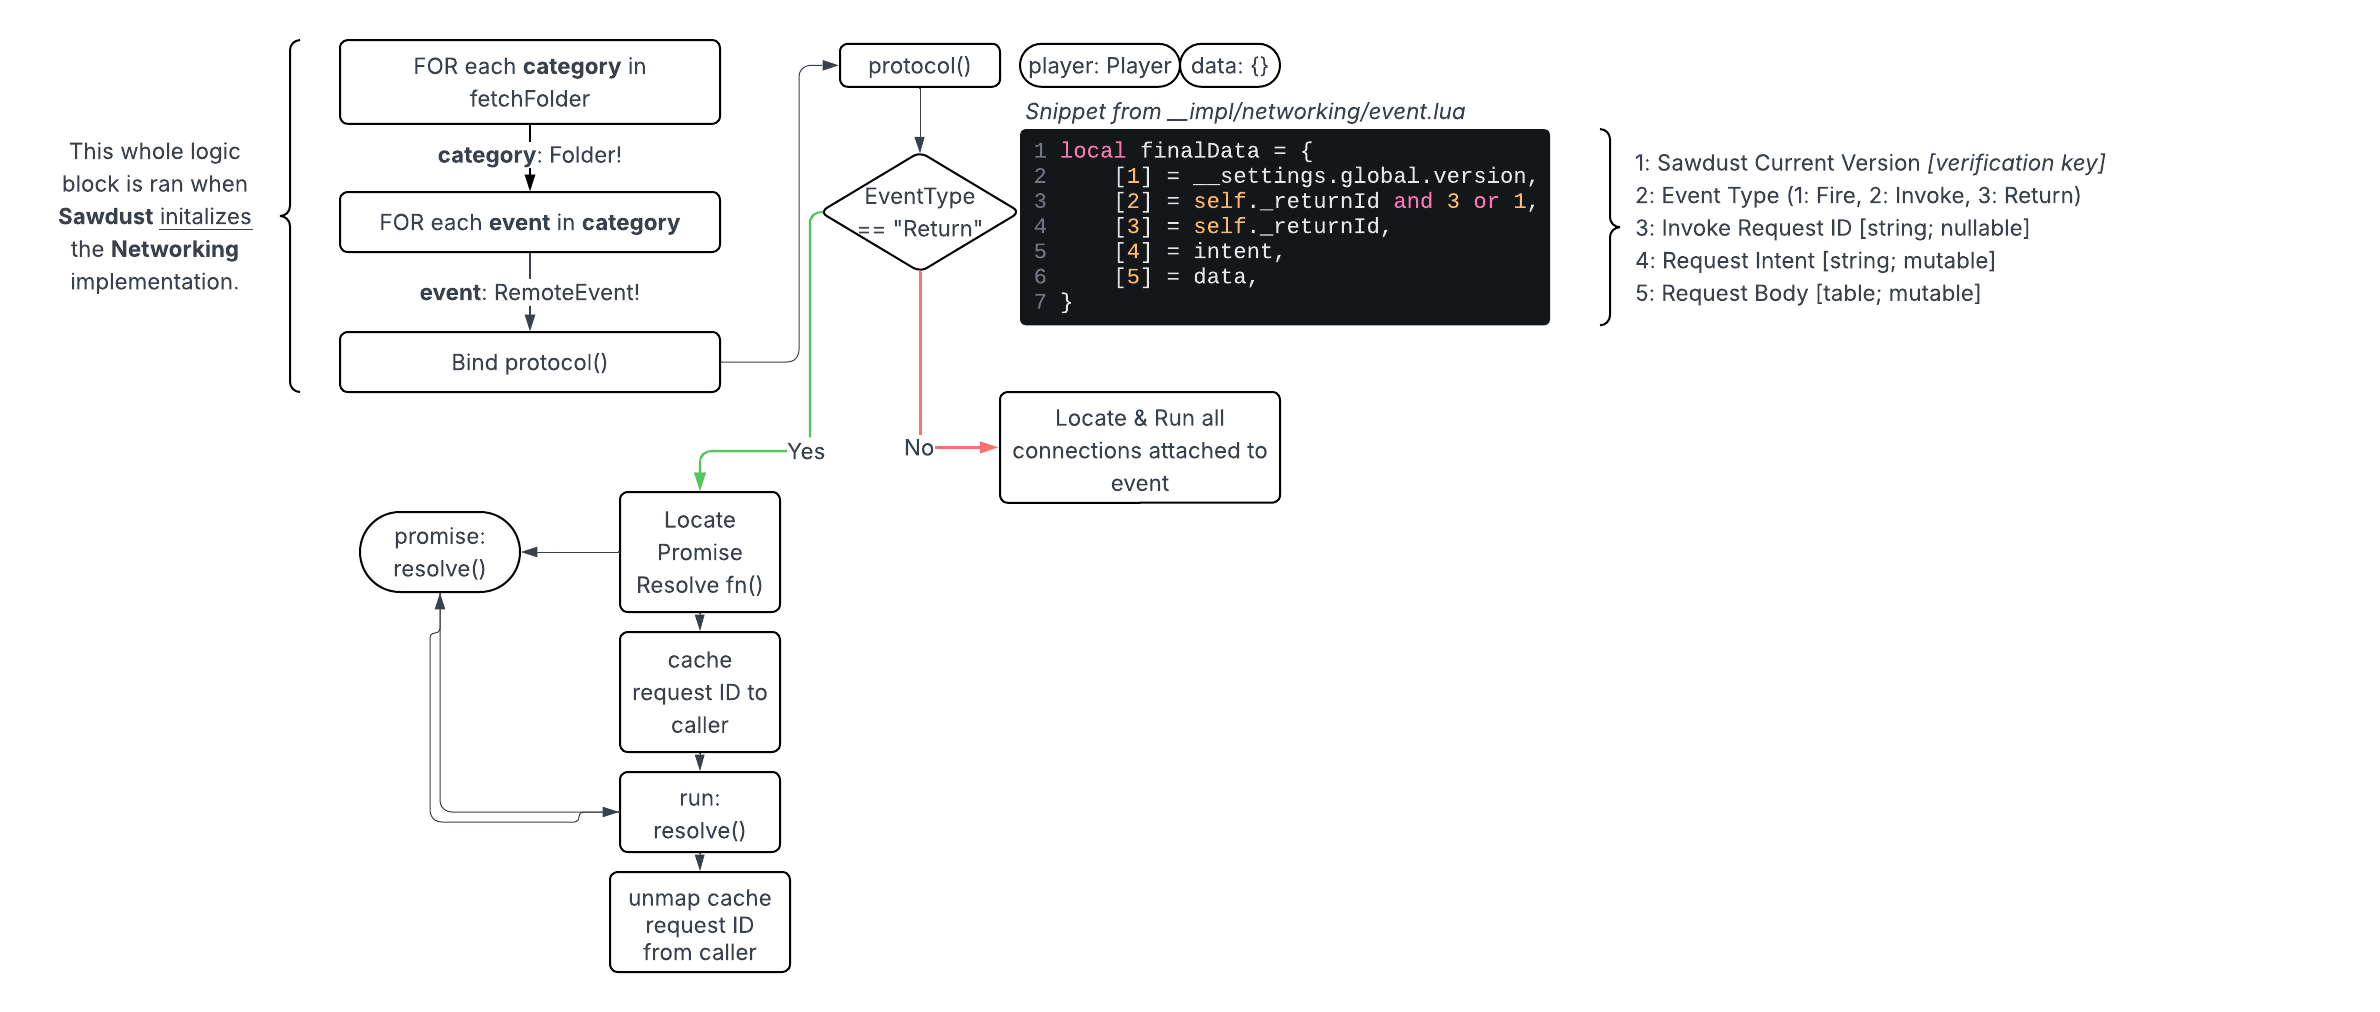 This whole logic
block is ran when
Sawdust initalizes
the Networking
implementation.
FOR each category in
fetchFolder
category: Folder!
FOR each event in category
event: RemoteEvent!
Bind protocol()
protocol()
player: Player
data: {}
Snippet from __impl/networking/event.lua
1 local finalData = {
2     [1] = __settings.global.version,
3     [2] = self._returnId and 3 or 1,
4     [3] = self._returnId,
5     [4] = intent,
6     [5] = data,
7 }
1: Sawdust Current Version [verification key]
2: Event Type (1: Fire, 2: Invoke, 3: Return)
3: Invoke Request ID [string; nullable]
4: Request Intent [string; mutable]
5: Request Body [table; mutable]
EventType
== "Return"
Yes
No
Locate & Run all
connections attached to
event
Locate
Promise
Resolve fn()
promise:
resolve()
cache
request ID to
caller
run:
resolve()
unmap cache
request ID
from caller